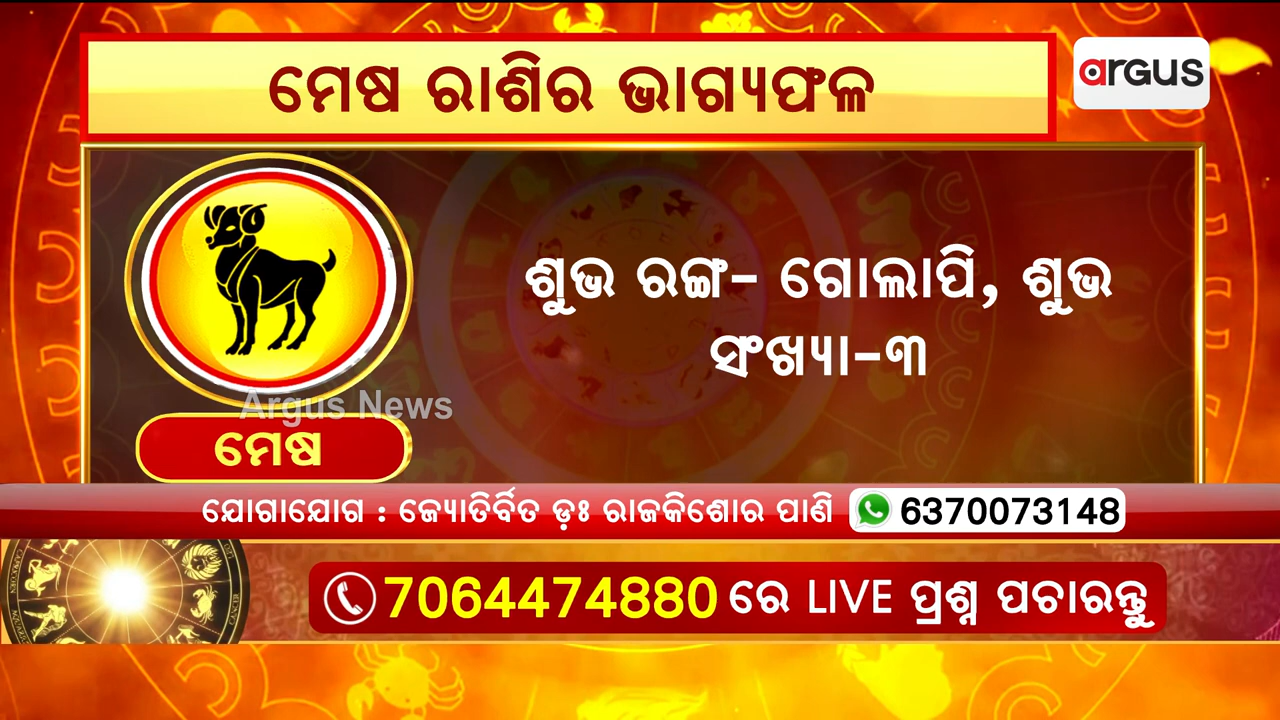 ମେଷ ରାଶିର ଭାଗ୍ୟଫଳ
argus
ଶୁଭ ରଙ୍ଗ- ଗୋଲାପି, ଶୁଭ
ସଂଖ୍ୟା-୩
Argus News
ମେଷ
ଯୋଗାଯୋଗ : ଜ୍ୟୋତିର୍ବିତ ଡ଼ଃ ରାଜକିଶୋର ପାଣି 6370073148
7064474880 ରେ LIVE ପ୍ରଶ୍ନ ପଚାରନ୍ତୁ